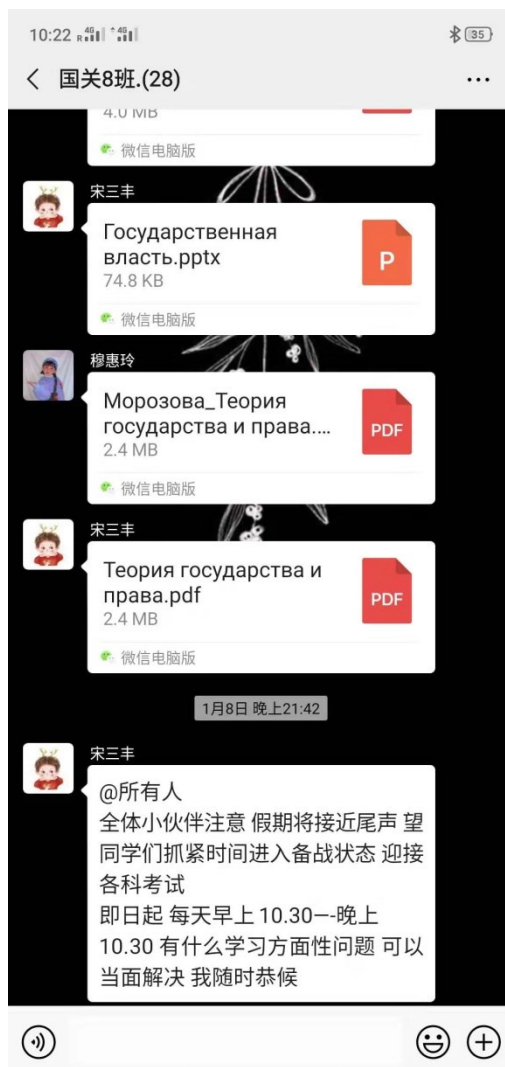 10:22 R 4G 4G 35
国关8班.(28)
4.0 MB
微信电脑版
宋三丰
Государственная
власть.pptx
74.8 KB
P
微信电脑版
穆惠玲
Морозова_Теория
государства и права....
2.4 MB
PDF
微信电脑版
宋三丰
Теория государства и
права.pdf
2.4 MB
PDF
微信电脑版
1月8日 晚上21:42
宋三丰
@所有人
全体小伙伴注意 假期将接近尾声 望
同学们抓紧时间进入备战状态 迎接
各科考试
即日起 每天早上 10.30—-晚上
10.30 有什么学习方面性问题 可以
当面解决 我随时恭候